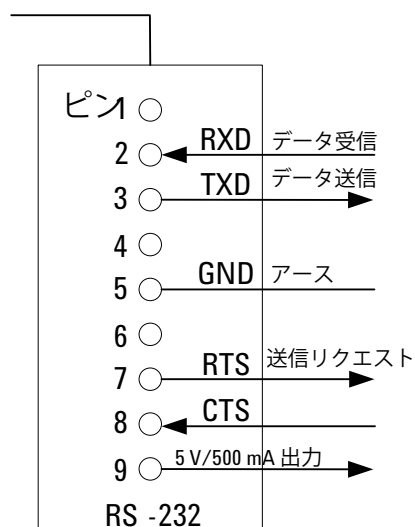 ピン1
2 RXD データ受信
3 TXD データ送信
4
5 GND アース
6
7 RTS 送信リクエスト
8 CTS
9 5 V/500 mA 出力
RS -232